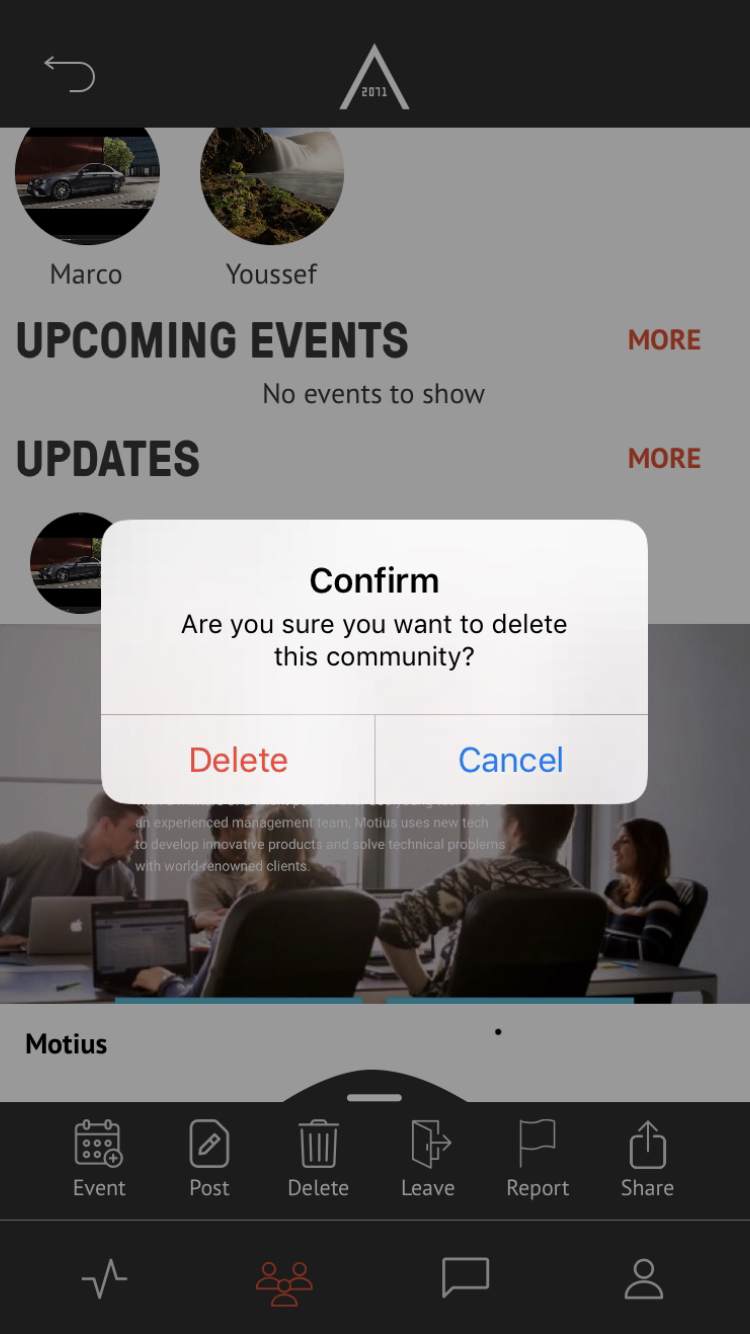 2071
Marco
Youssef
UPCOMING EVENTS
MORE
No events to show
UPDATES
MORE
Confirm
Are you sure you want to delete
this community?
Delete
Cancel
an experienced management team, Motius uses new tech
to develop innovative products and solve technical problems
with world-renowned clients.
Motius
Event
Post
Delete
Leave
Report
Share